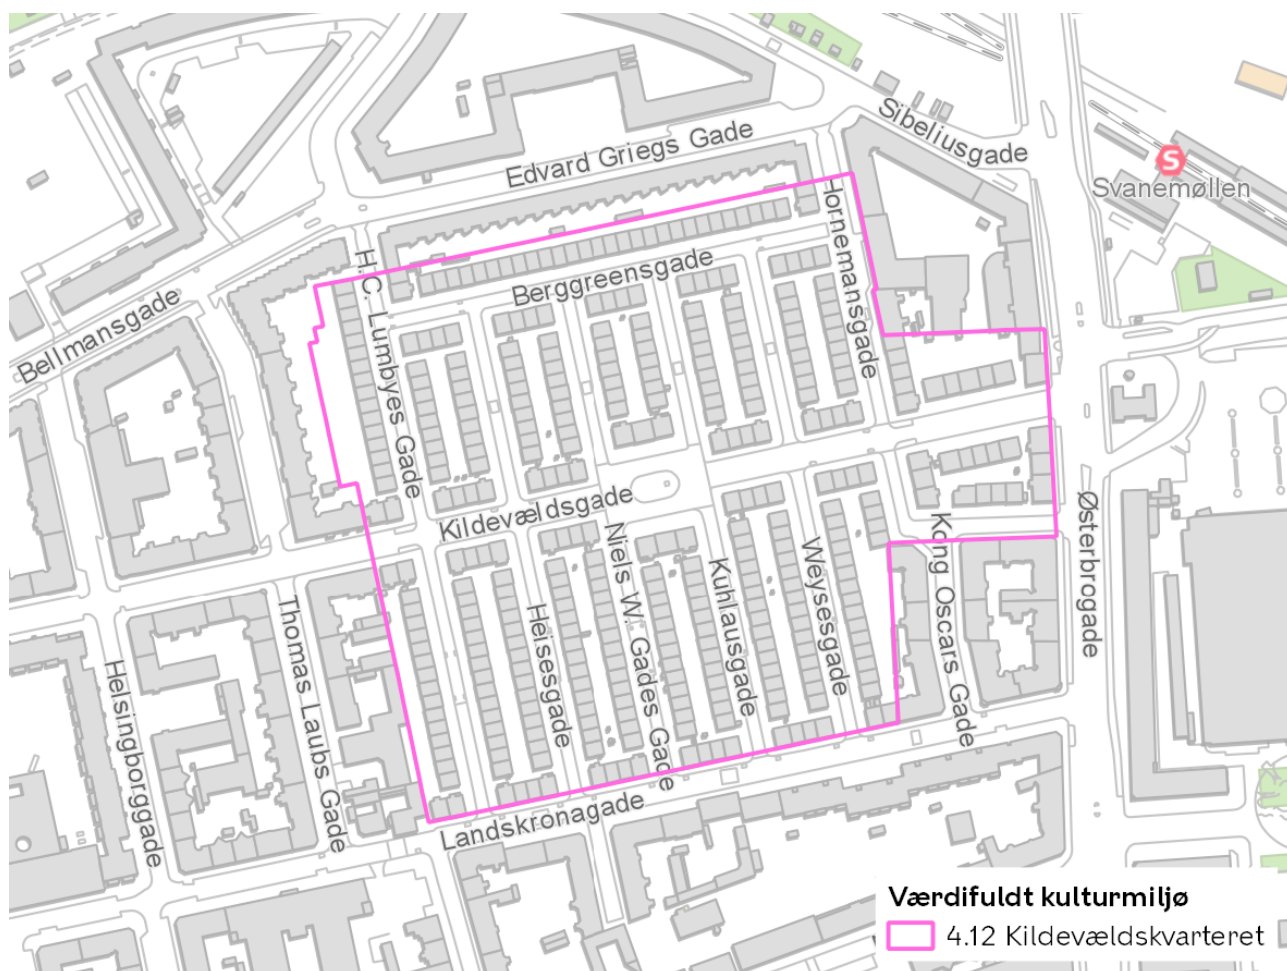 Sibeliusgade
Edvard Griegs Gade
S
Svanemøllen
Hornemansgade
H.C. Lumbyes Gade
Berggreensgade
Bellmansgade
Kildevældsgade
Østerbrogade
Kong Oscars Gade
Niels W. Gades Gade
Weysesgade
Kuhlausgade
Heisesgade
Thomas Laubs Gade
Helsingborggade
Landskronagade
Værdifuldt kulturmiljø
4.12 Kildevældskvarteret